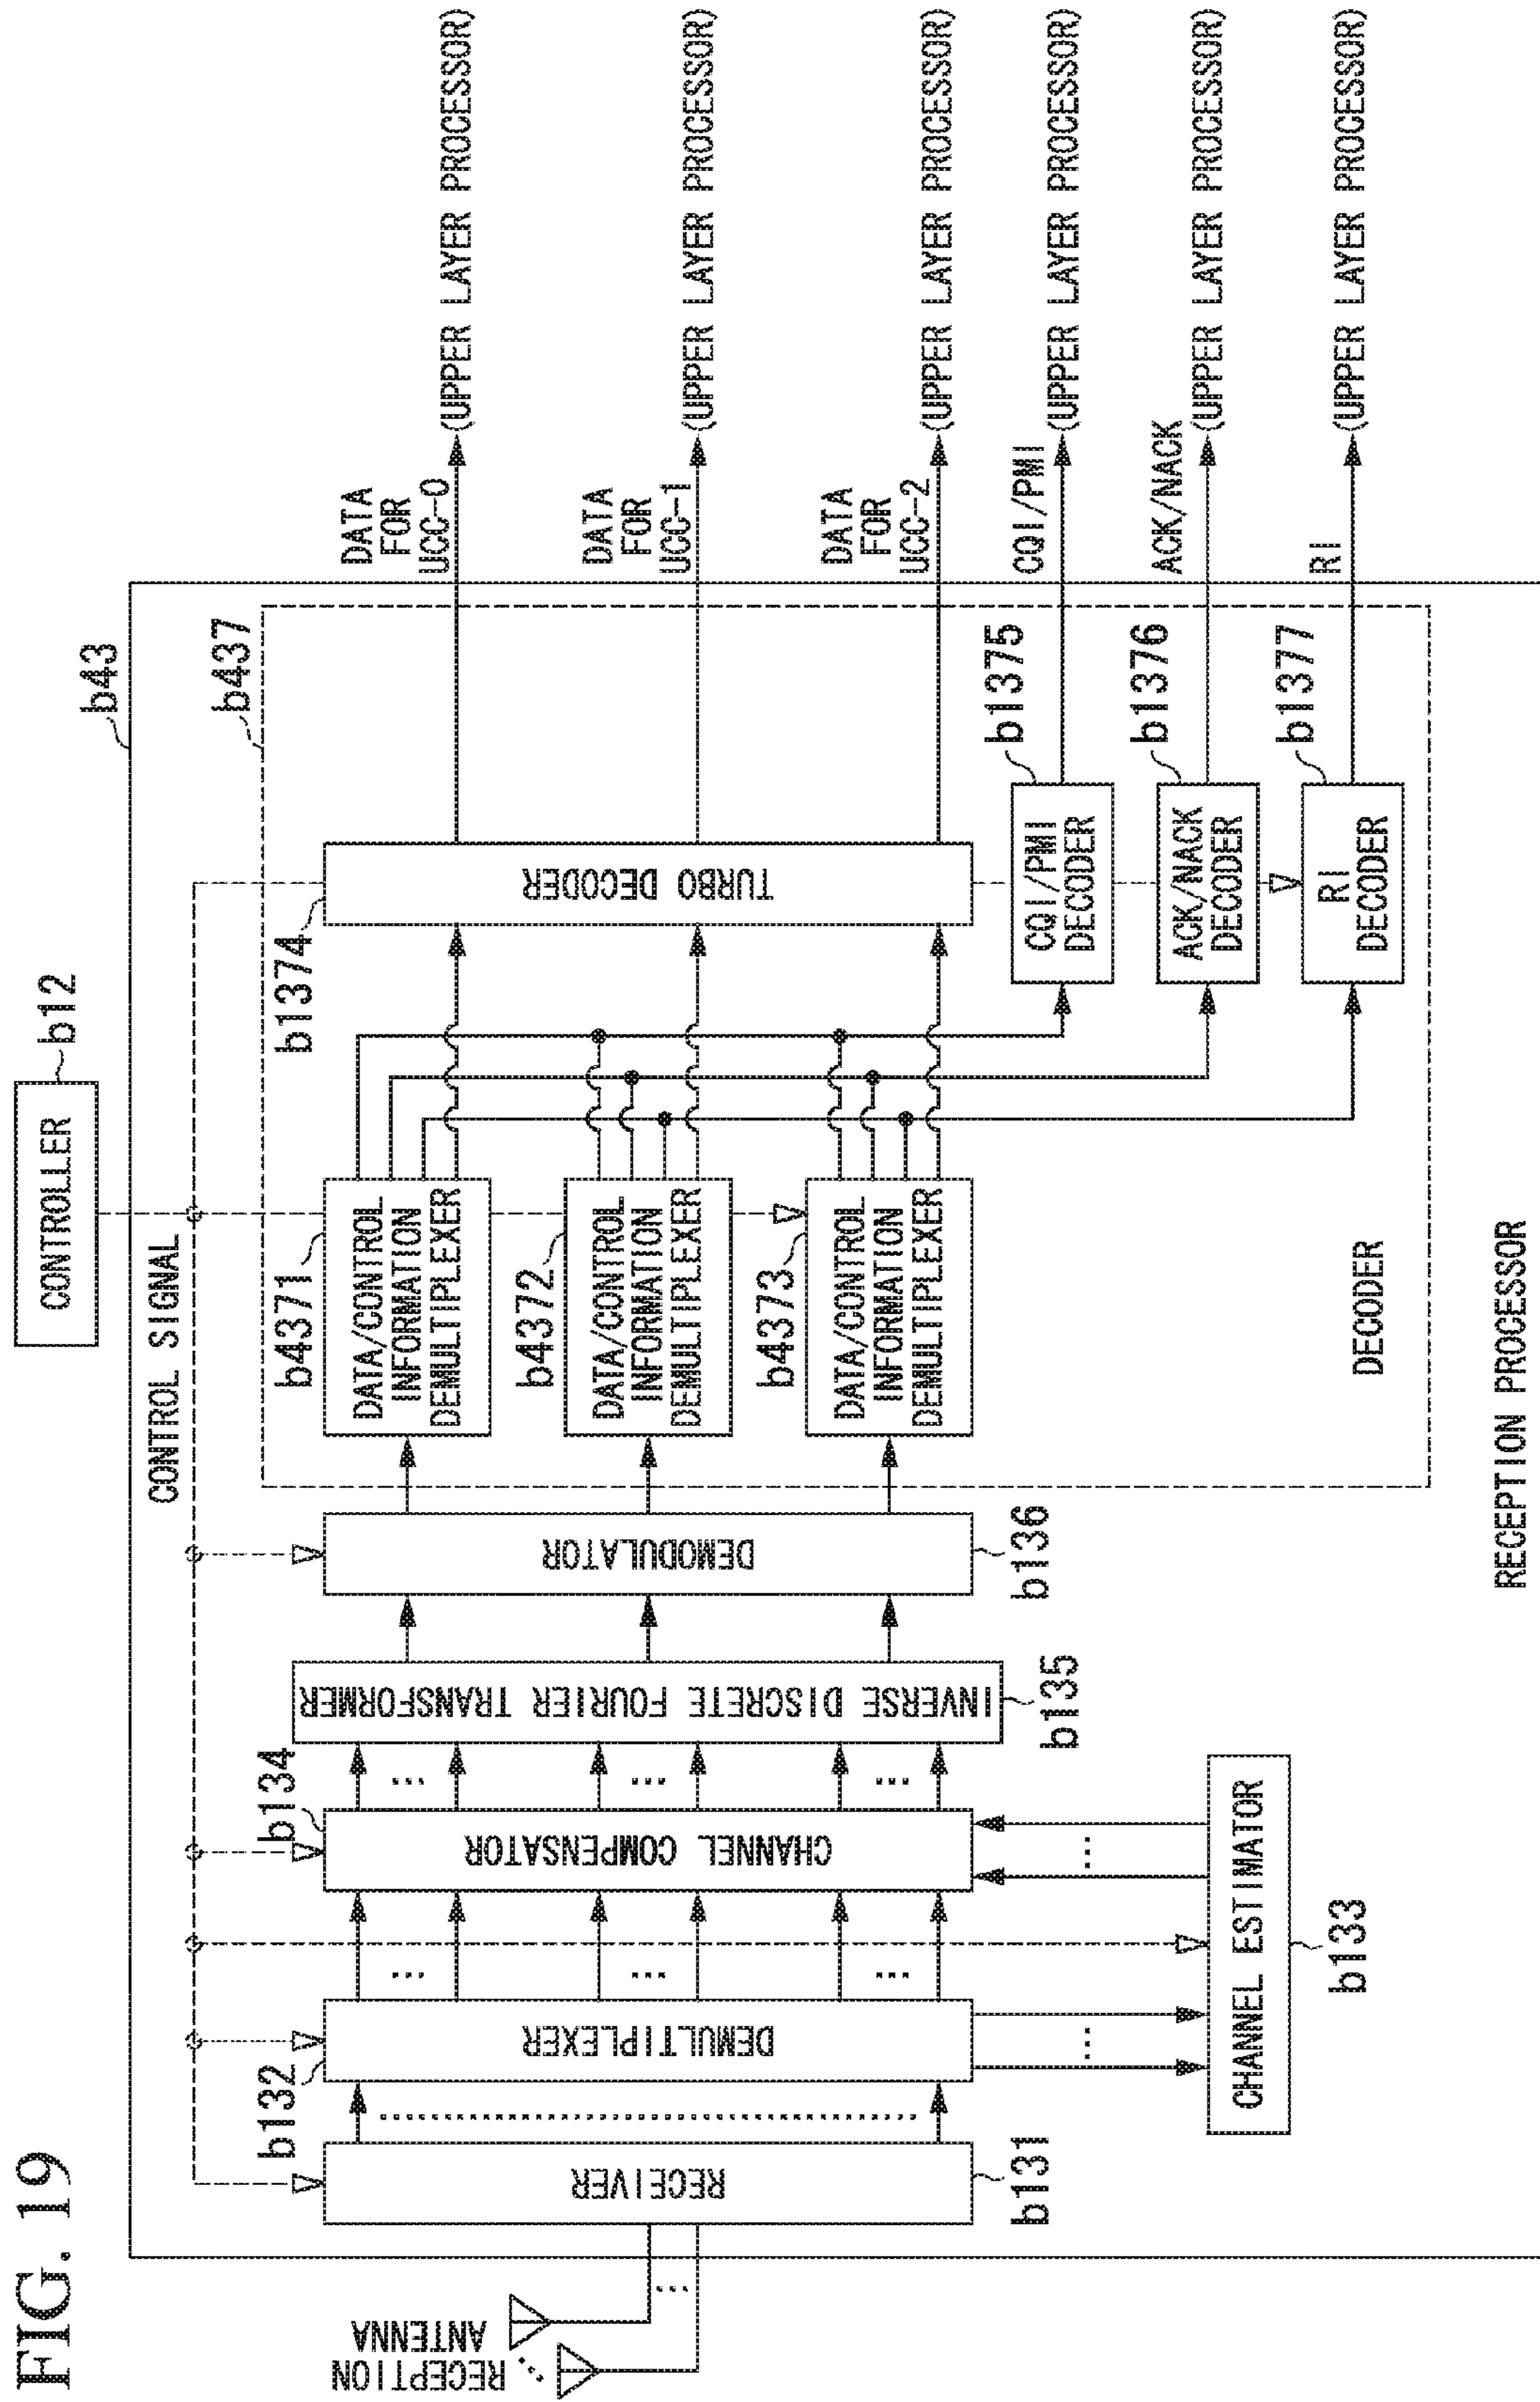 FIG. 19
CONTROLLER
b12
b43
CONTROL SIGNAL
b437
RECEPTION
ANTENNA
...
...
RECEIVER
b131
DEMULTIPLEXER
b132
...
...
...
...
CHANNEL ESTIMATOR
b133
...
CHANNEL COMPENSATOR
b134
...
...
...
INVERSE DISCRETE FOURIER TRANSFORMER
b135
DEMODULATOR
b136
b4371
DATA/CONTROL
INFORMATION
DEMULTIPLEXER
b4372
DATA/CONTROL
INFORMATION
DEMULTIPLEXER
b4373
DATA/CONTROL
INFORMATION
DEMULTIPLEXER
b1374
TURBO DECODER
b1375
CQI/PMI
DECODER
b1376
ACK/NACK
DECODER
b1377
RI
DECODER
DECODER
RECEPTION PROCESSOR
DATA
FOR
UCC-0
(UPPER LAYER PROCESSOR)
DATA
FOR
UCC-1
(UPPER LAYER PROCESSOR)
DATA
FOR
UCC-2
(UPPER LAYER PROCESSOR)
CQI/PMI
(UPPER LAYER PROCESSOR)
ACK/NACK
(UPPER LAYER PROCESSOR)
RI
(UPPER LAYER PROCESSOR)